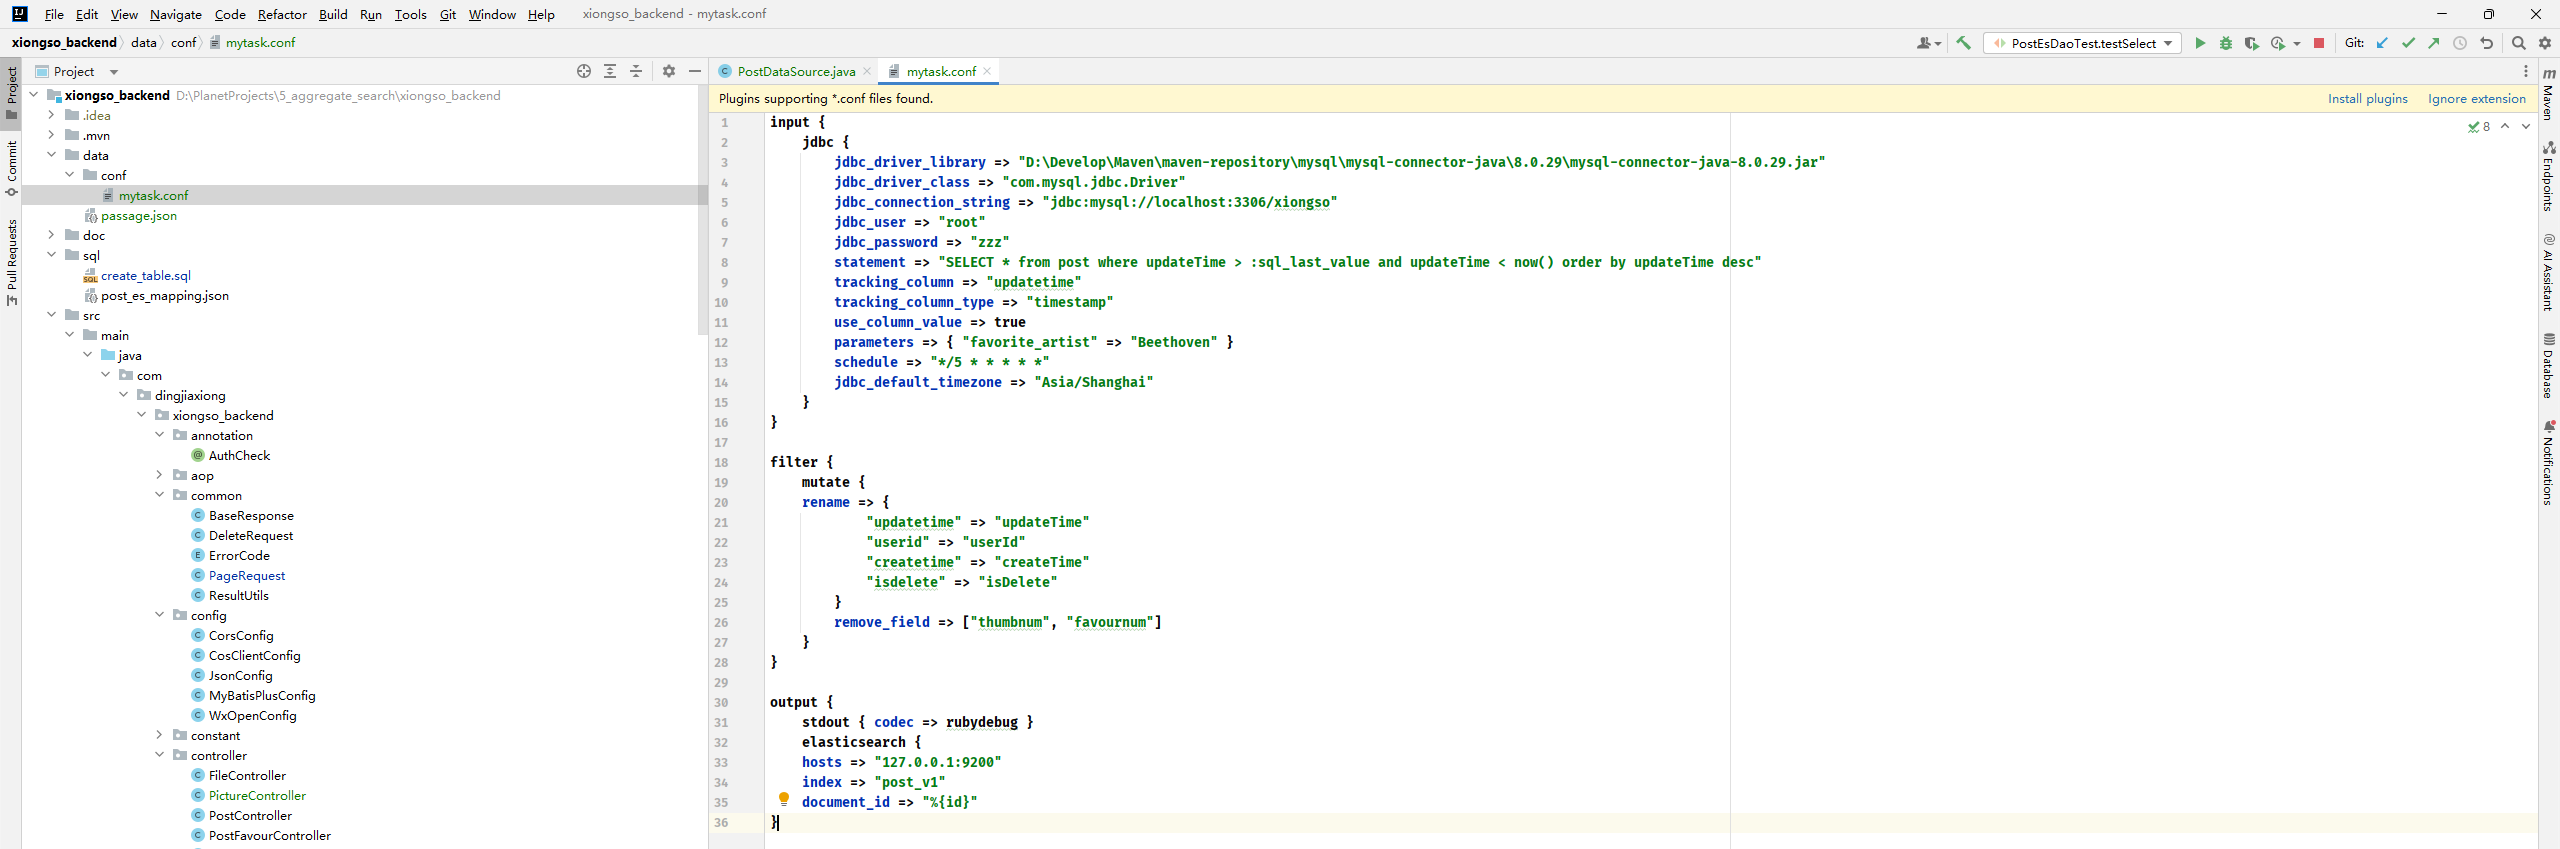 File Edit View Navigate Code Refactor Build Run Tools Git Window Help xiongso_backend - mytask.conf
xiongso_backend data conf mytask.conf
PostEsDaoTest.testSelect Git:
Project
PostDataSource.java mytask.conf
Plugins supporting *.conf files found. Install plugins Ignore extension
8
Project
Commit
Pull Requests
xiongso_backend D:\PlanetProjects\5_aggregate_search\xiongso_backend
.idea
.mvn
data
conf
mytask.conf
passage.json
doc
sql
create_table.sql
post_es_mapping.json
src
main
java
com
dingjiaxiong
xiongso_backend
annotation
AuthCheck
aop
common
BaseResponse
DeleteRequest
ErrorCode
PageRequest
ResultUtils
config
CorsConfig
CosClientConfig
JsonConfig
MyBatisPlusConfig
WxOpenConfig
constant
controller
FileController
PictureController
PostController
PostFavourController
1 input {
2 jdbc {
3 jdbc_driver_library => "D:\Develop\Maven\maven-repository\mysql\mysql-connector-java\8.0.29\mysql-connector-java-8.0.29.jar"
4 jdbc_driver_class => "com.mysql.jdbc.Driver"
5 jdbc_connection_string => "jdbc:mysql://localhost:3306/xiongso"
6 jdbc_user => "root"
7 jdbc_password => "zzz"
8 statement => "SELECT * from post where updateTime > :sql_last_value and updateTime < now() order by updateTime desc"
9 tracking_column => "updatetime"
10 tracking_column_type => "timestamp"
11 use_column_value => true
12 parameters => { "favorite_artist" => "Beethoven" }
13 schedule => "*/5 * * * * *"
14 jdbc_default_timezone => "Asia/Shanghai"
15 }
16 }
17
18 filter {
19 mutate {
20 rename => {
21 "updatetime" => "updateTime"
22 "userid" => "userId"
23 "createtime" => "createTime"
24 "isdelete" => "isDelete"
25 }
26 remove_field => ["thumbnum", "favournum"]
27 }
28 }
29
30 output {
31 stdout { codec => rubydebug }
32 elasticsearch {
33 hosts => "127.0.0.1:9200"
34 index => "post_v1"
35 document_id => "%{id}"
36 }
Maven
Endpoints
AI Assistant
Database
Notifications